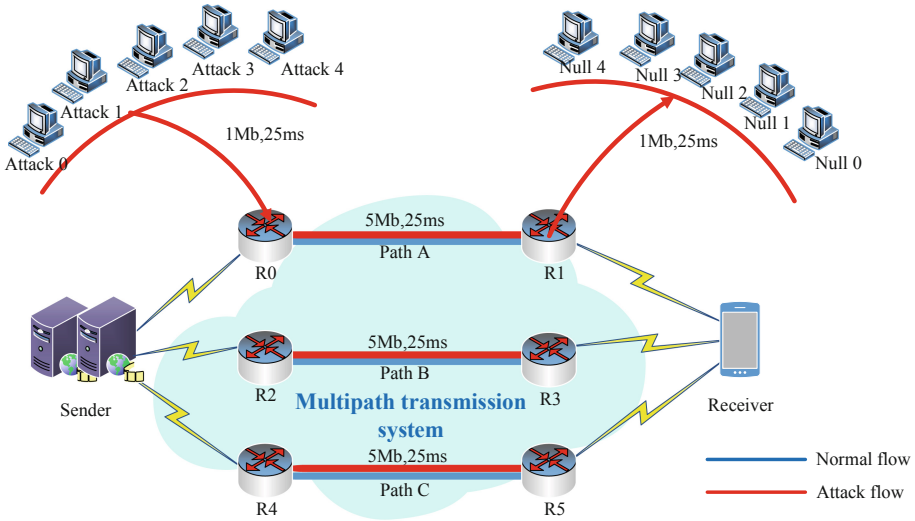 Attack 0
Attack 1
Attack 2
Attack 3
Attack 4
Null 4
Null 3
Null 2
Null 1
Null 0
1Mb,25ms
1Mb,25ms
5Mb,25ms
Path A
R0
R1
5Mb,25ms
Path B
R2
R3
Sender
Multipath transmission
system
Receiver
5Mb,25ms
Path C
R4
R5
Normal flow
Attack flow